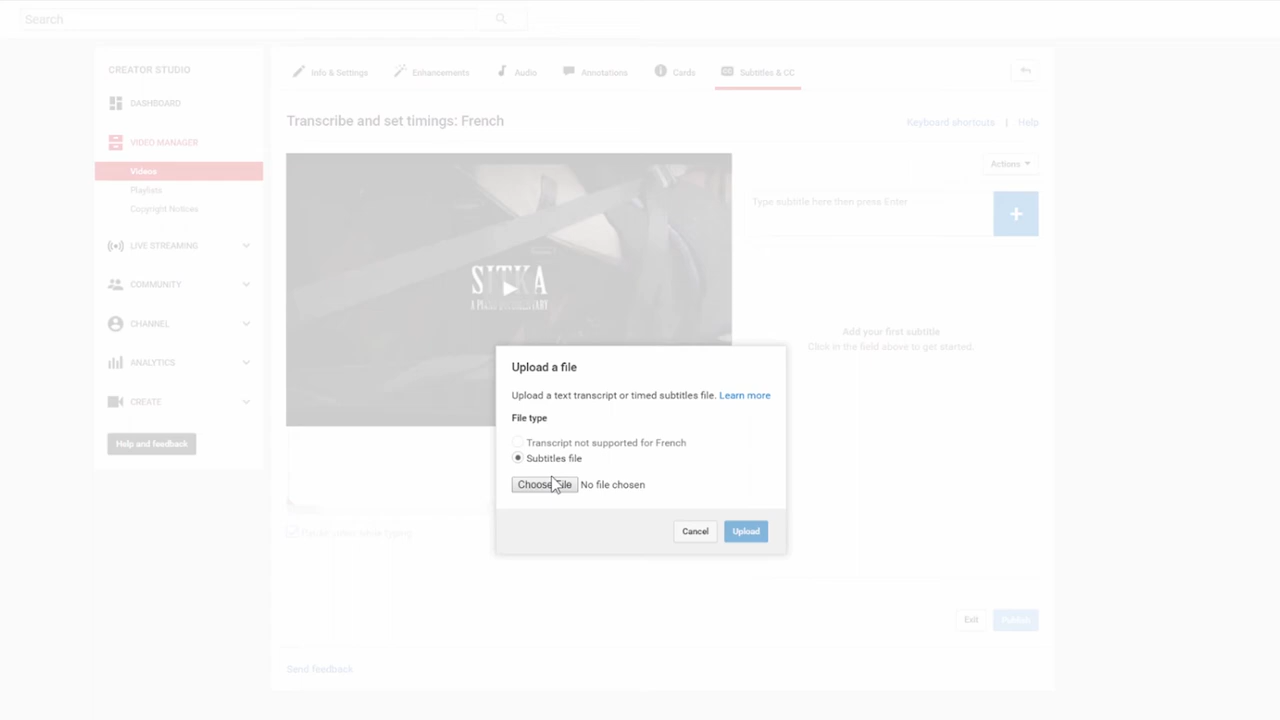 Search
CREATOR STUDIO
DASHBOARD
VIDEO MANAGER
Videos
Playlists
Copyright Notices
LIVE STREAMING
COMMUNITY
CHANNEL
ANALYTICS
CREATE
Help and feedback
Info & Settings
Enhancements
Audio
Annotations
Cards
CC Subtitles & CC
Transcribe and set timings: French
Keyboard shortcuts | Help
Actions
Type subtitle here then press Enter
+
SITKA
Add your first subtitle
Click in the field above to get started.
Upload a file
Upload a text transcript or timed subtitles file. Learn more
File type
Transcript not supported for French
Subtitles file
Choose File No file chosen
Cancel Upload
Exit Publish
Send feedback